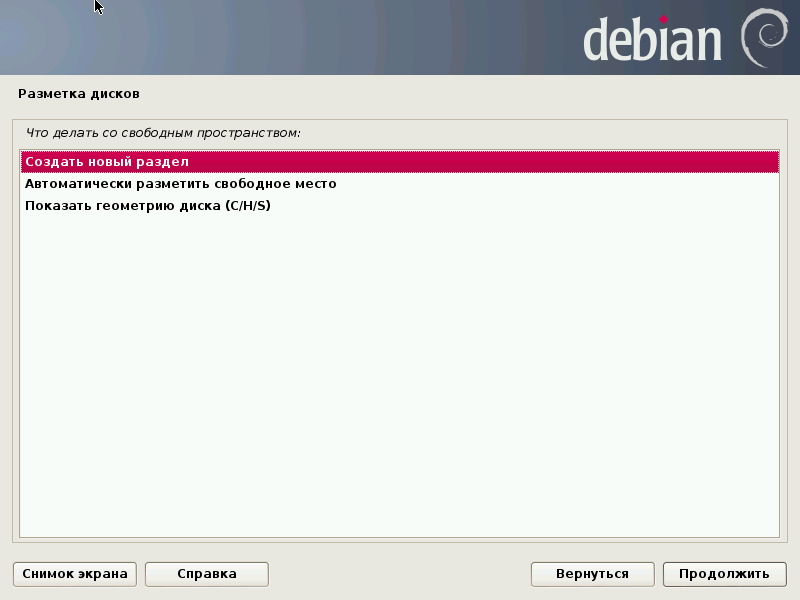 debian
Разметка дисков
Что делать со свободным пространством:
Создать новый раздел
Автоматически разметить свободное место
Показать геометрию диска (C/H/S)
Снимок экрана
Справка
Вернуться
Продолжить